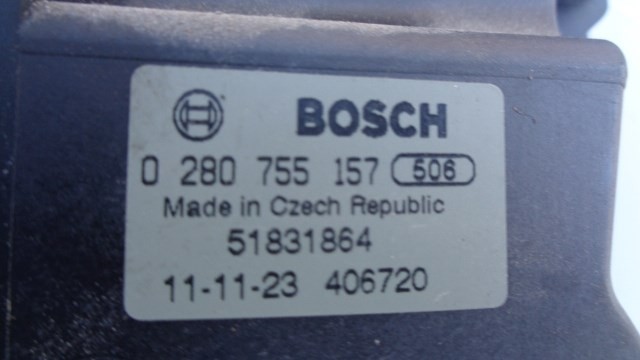 BOSCH
0 280 755 157 506
Made in Czech Republic
51831864
11-11-23 406720